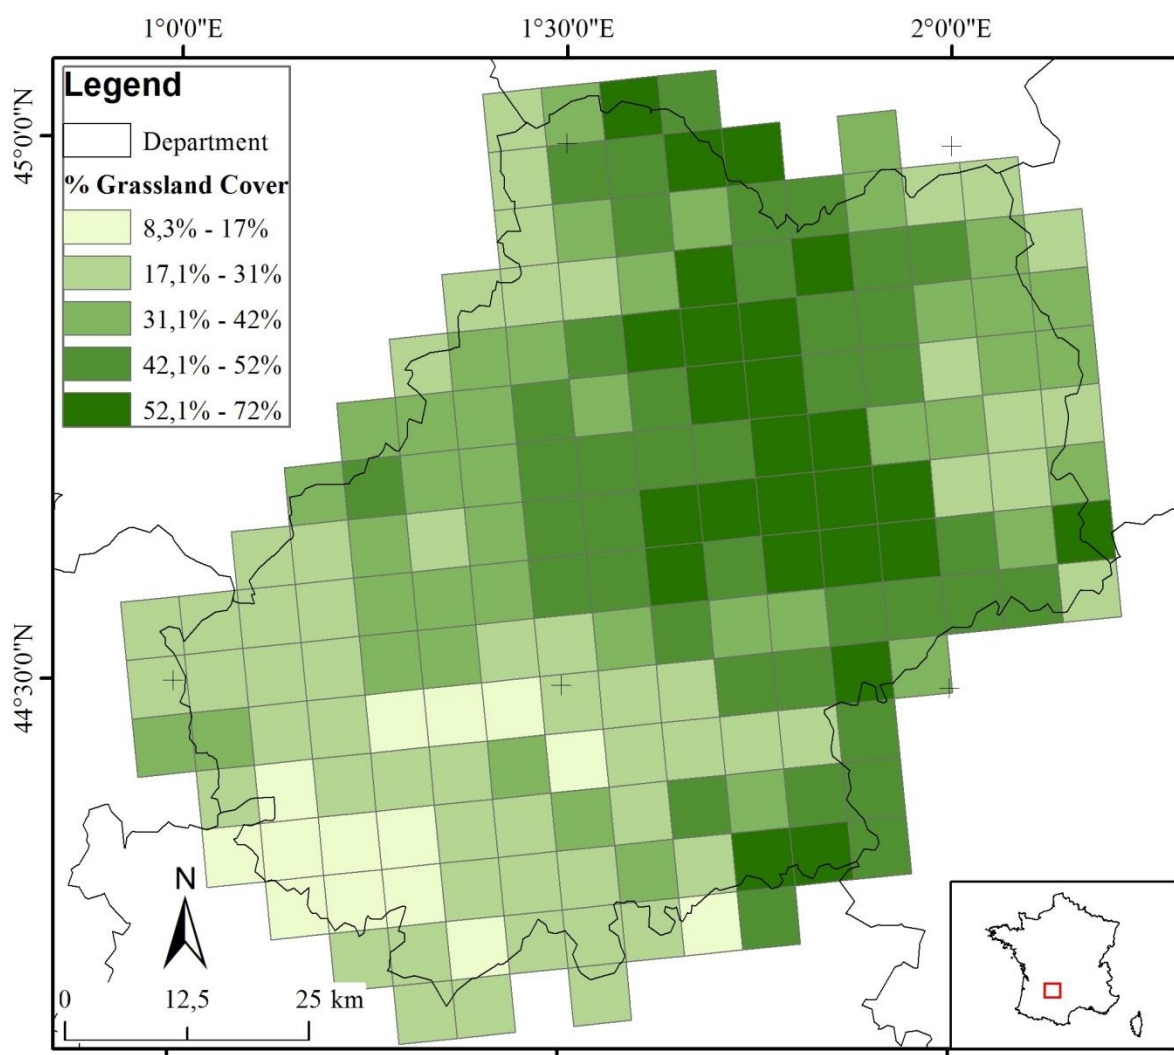 1°0'0"E
1°30'0"E
2°0'0"E
45°0'0"N
44°30'0"N
Legend
Department
% Grassland Cover
8,3% - 17%
17,1% - 31%
31,1% - 42%
42,1% - 52%
52,1% - 72%
N
0 12,5 25 km